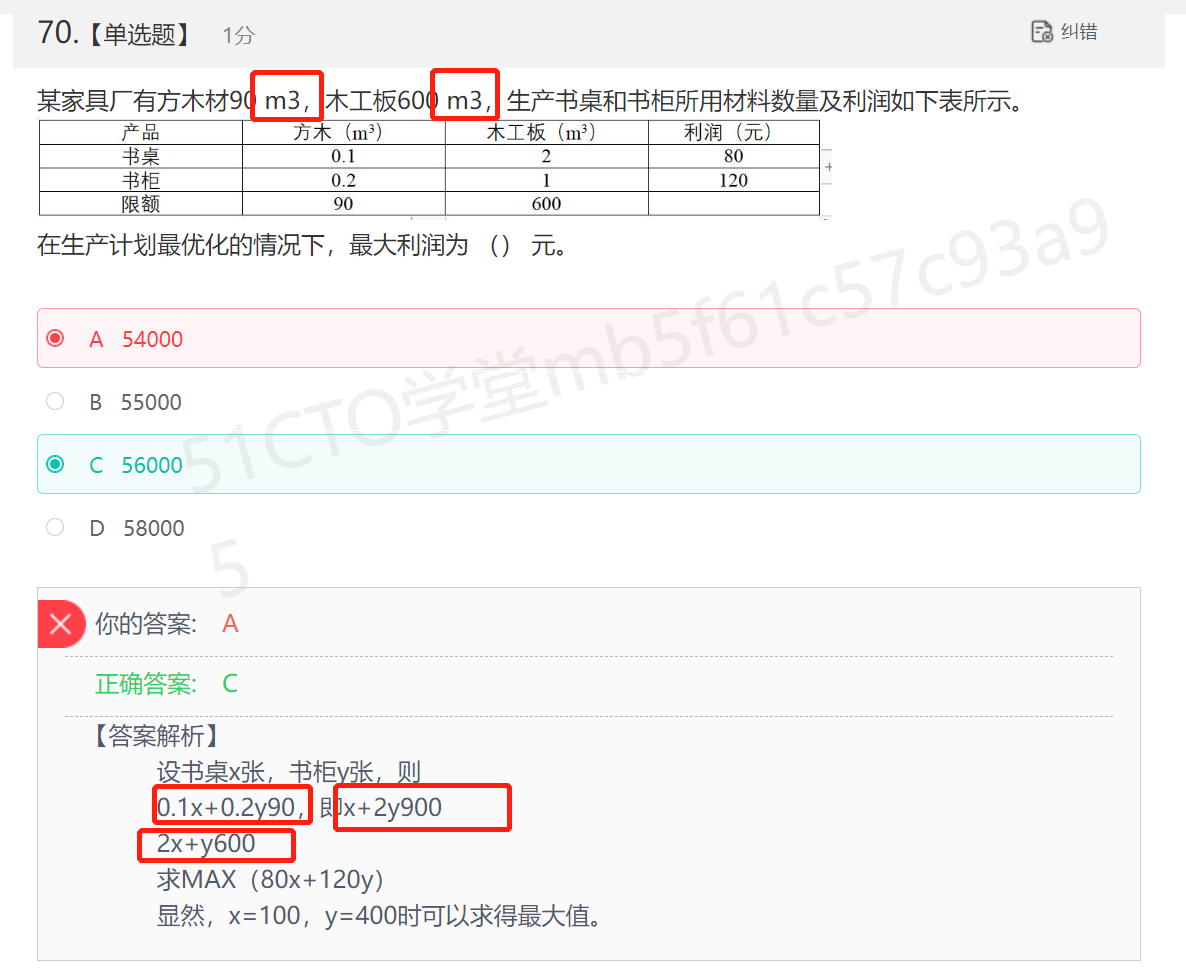 70.【单选题】 1分 纠错
某家具厂有方木材90 m3，木工板600 m3，生产书桌和书柜所用材料数量及利润如下表所示。
产品 方木（m³） 木工板（m³） 利润（元）
书桌 0.1 2 80
书柜 0.2 1 120
限额 90 600
在生产计划最优化的情况下，最大利润为 （） 元。
A 54000
B 55000
C 56000
D 58000
51CTO学堂mb5f61c57c93a9
5
你的答案: A
正确答案: C
【答案解析】
设书桌x张，书柜y张，则
0.1x+0.2y90，即x+2y900
2x+y600
求MAX（80x+120y）
显然，x=100，y=400时可以求得最大值。